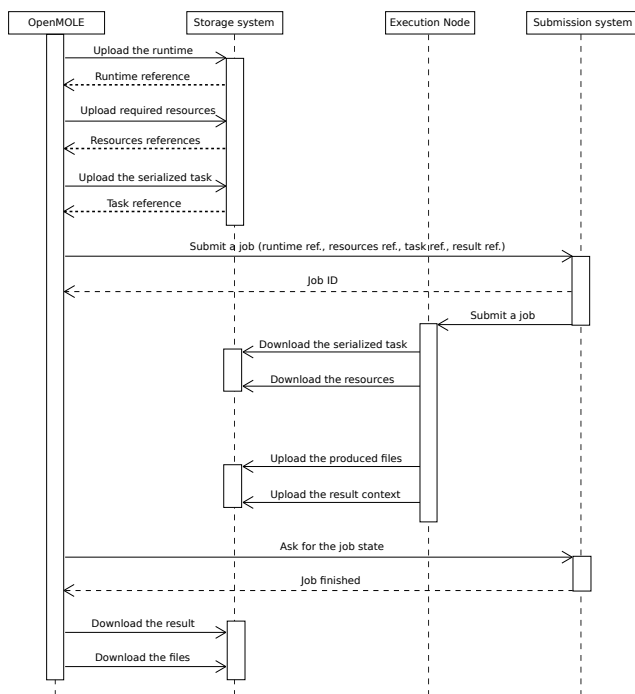 OpenMOLE
Storage system
Execution Node
Submission system
Upload the runtime
Runtime reference
Upload required resources
Resources references
Upload the serialized task
Task reference
Submit a job (runtime ref., resources ref., task ref., result ref.)
Job ID
Submit a job
Download the serialized task
Download the resources
Upload the produced files
Upload the result context
Ask for the job state
Job finished
Download the result
Download the files